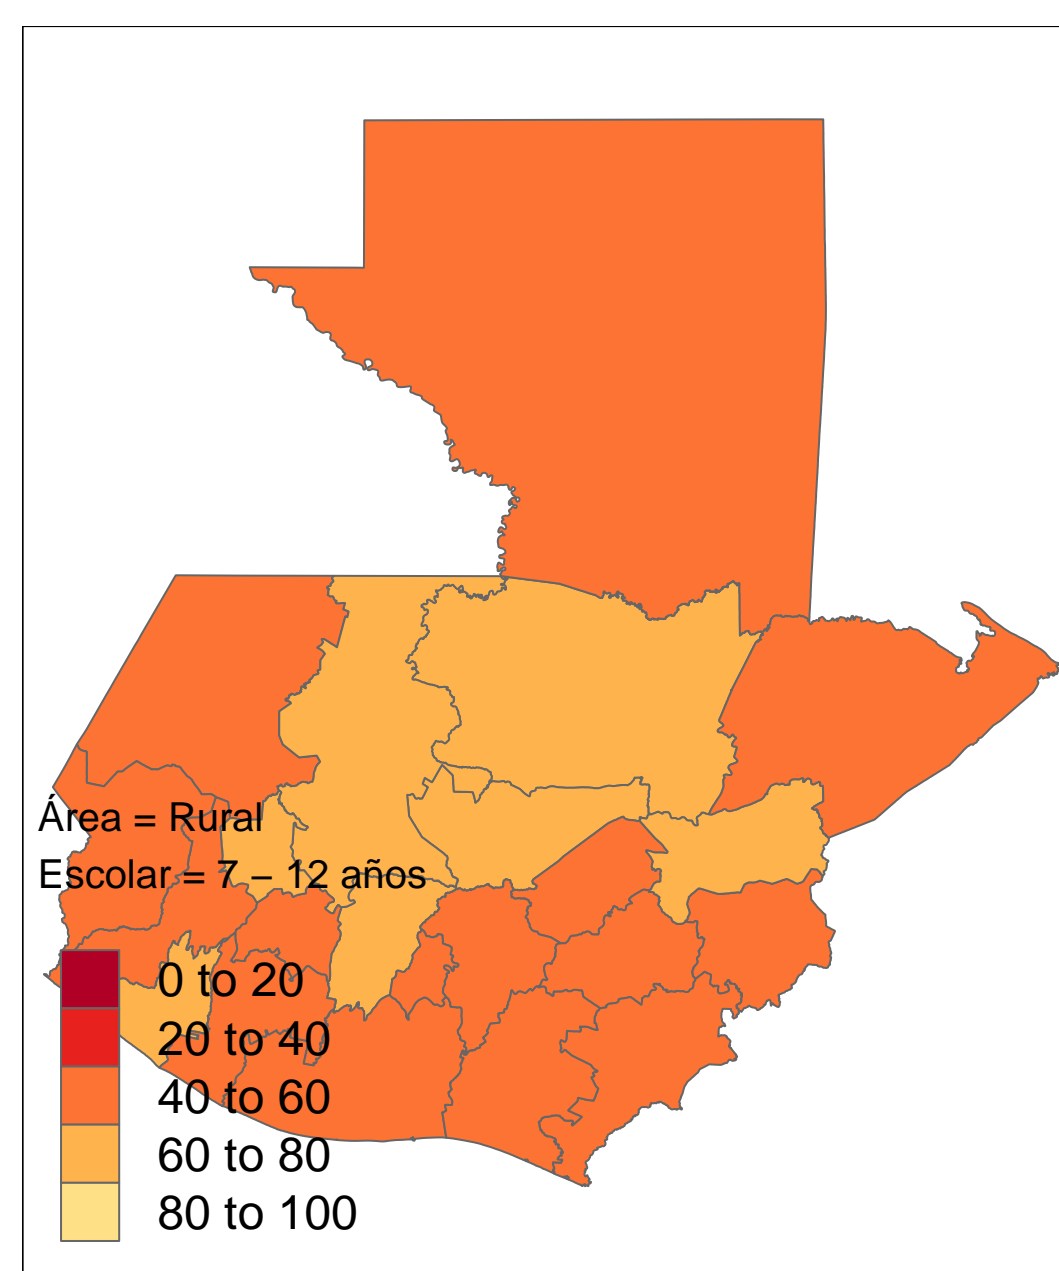 Área = Rural
Escolar = 7 – 12 años
0 to 20
20 to 40
40 to 60
60 to 80
80 to 100